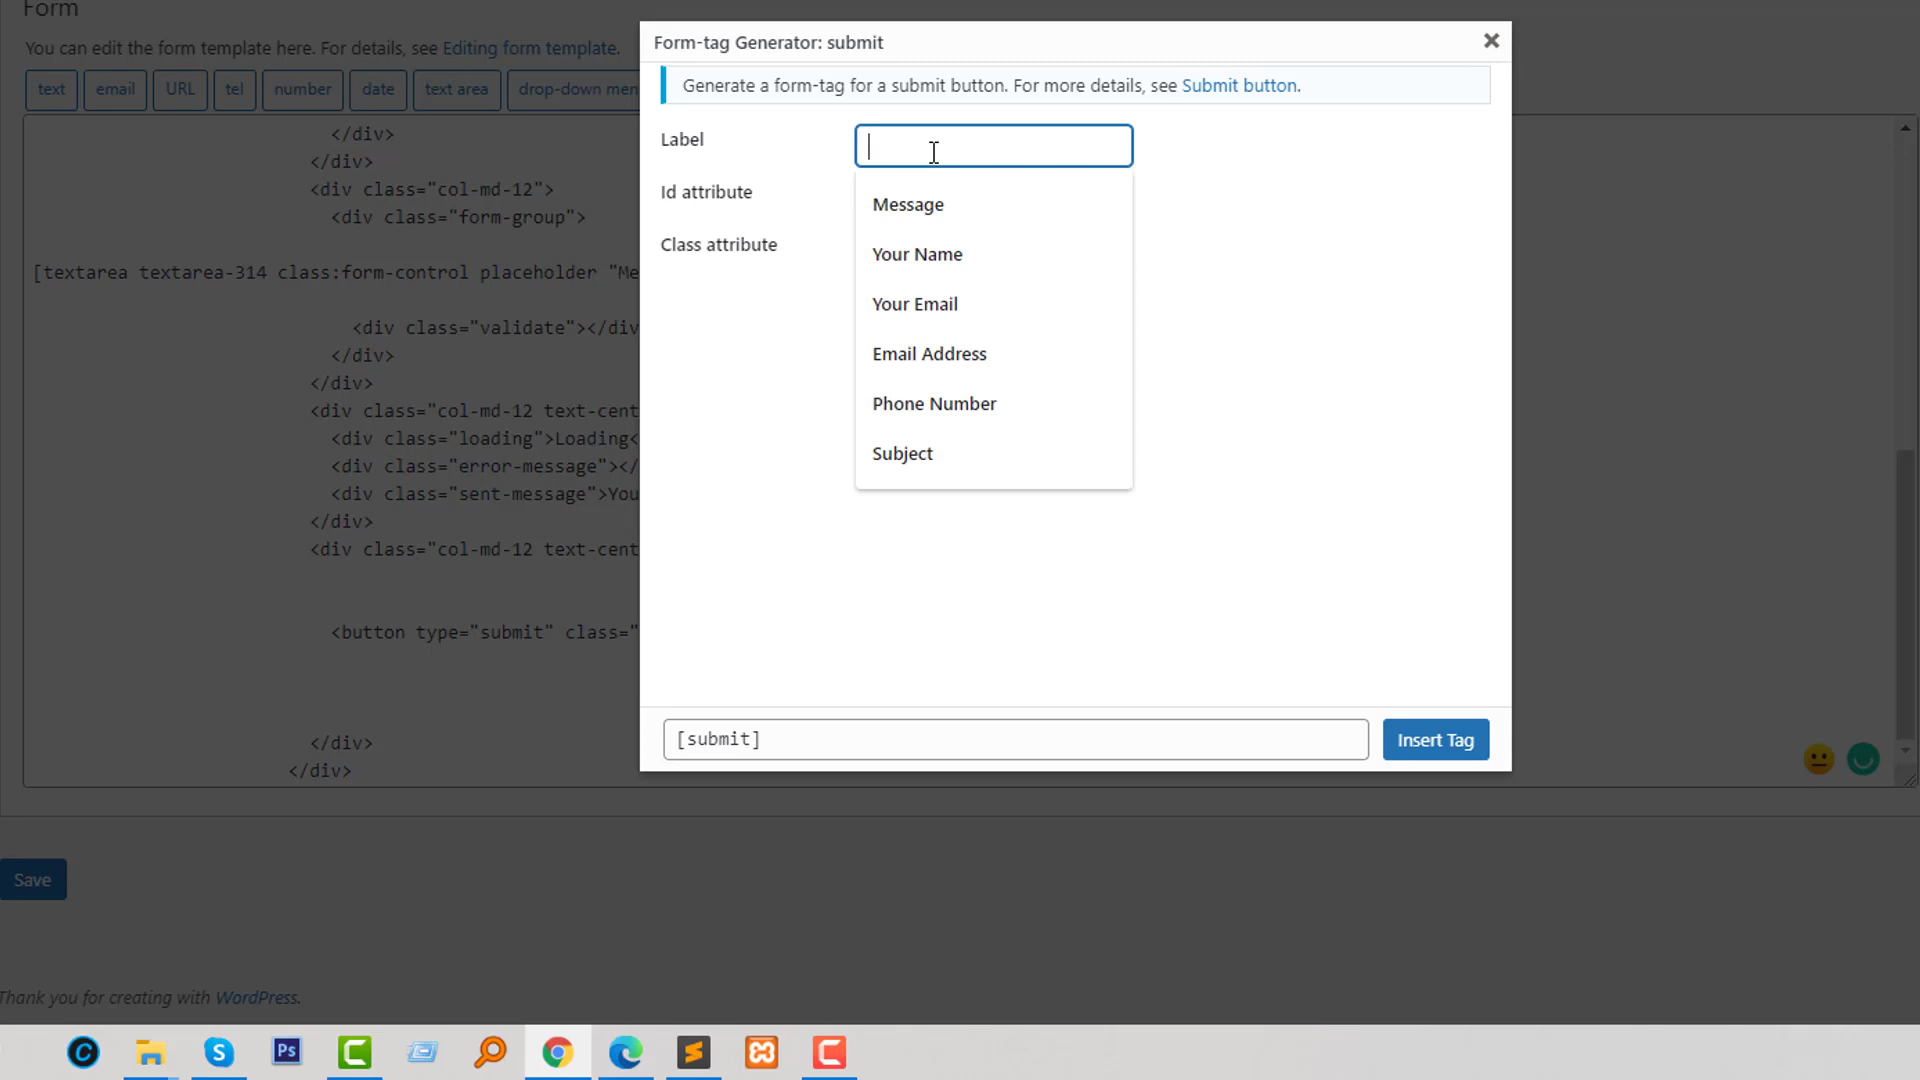 Form
You can edit the form template here. For details, see Editing form template.
text email URL tel number date text area drop-down men
</div>
</div>
<div class="col-md-12">
<div class="form-group">
[textarea textarea-314 class:form-control placeholder "Me
<div class="validate"></div
</div>
</div>
<div class="col-md-12 text-cent
<div class="loading">Loading<
<div class="error-message"></
<div class="sent-message">You
</div>
<div class="col-md-12 text-cent
<button type="submit" class="
</div>
</div>
Form-tag Generator: submit
Generate a form-tag for a submit button. For more details, see Submit button.
Label
Id attribute
Class attribute
Message
Your Name
Your Email
Email Address
Phone Number
Subject
[submit]
Insert Tag
Save
Thank you for creating with WordPress.
Ps